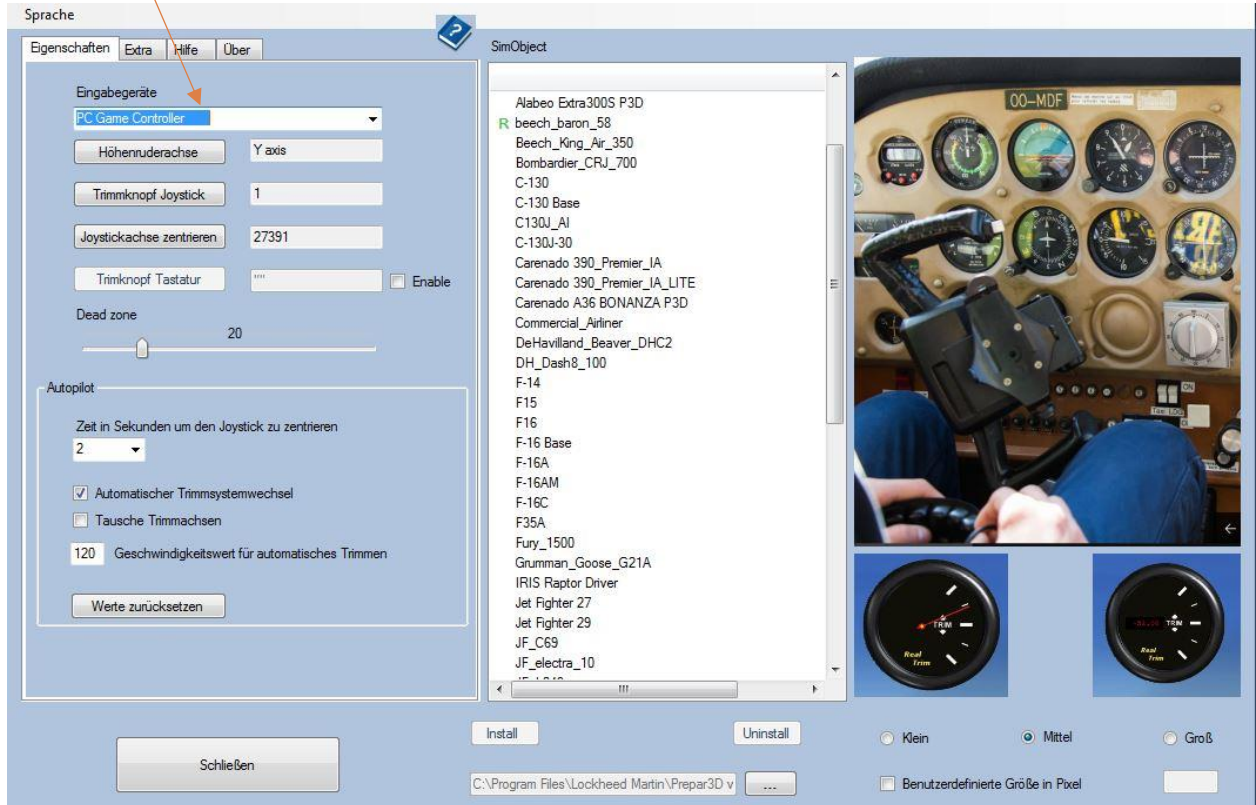 Sprache
Eigenschaften
Extra
Hilfe
Über
?
Eingabegeräte
PC Game Controller
Höhenruderachse
Y axis
Trimmknopf Joystick
1
Joystickachse zentrieren
27391
Trimknopf Tastatur
""
Enable
Dead zone
20
Autopilot
Zeit in Sekunden um den Joystick zu zentrieren
2
Automatischer Trimmsystemwechsel
Tausche Trimmachsen
120 Geschwindigkeitswert für automatisches Trimmen
Werte zurücksetzen
Schließen
SimObject
Alabeo Extra300S P3D
R beech_baron_58
Beech_King_Air_350
Bombardier_CRJ_700
C-130
C-130 Base
C130J_AI
C-130J-30
Carenado 390_Premier_IA
Carenado 390_Premier_IA_LITE
Carenado A36 BONANZA P3D
Commercial_Airliner
DeHavilland_Beaver_DHC2
DH_Dash8_100
F-14
F15
F16
F-16 Base
F-16A
F-16AM
F-16C
F35A
Fury_1500
Grumman_Goose_G21A
IRIS Raptor Driver
Jet Fighter 27
Jet Fighter 29
JF_C69
JF_electra_10
Install
Uninstall
C:\Program Files\Lockheed Martin\Prepar3D v
...
OO-MDF
ON
TRIM
Real
Trim
TRIM
Real
Trim
Klein
Mittel
Groß
Benutzerdefinierte Größe in Pixel